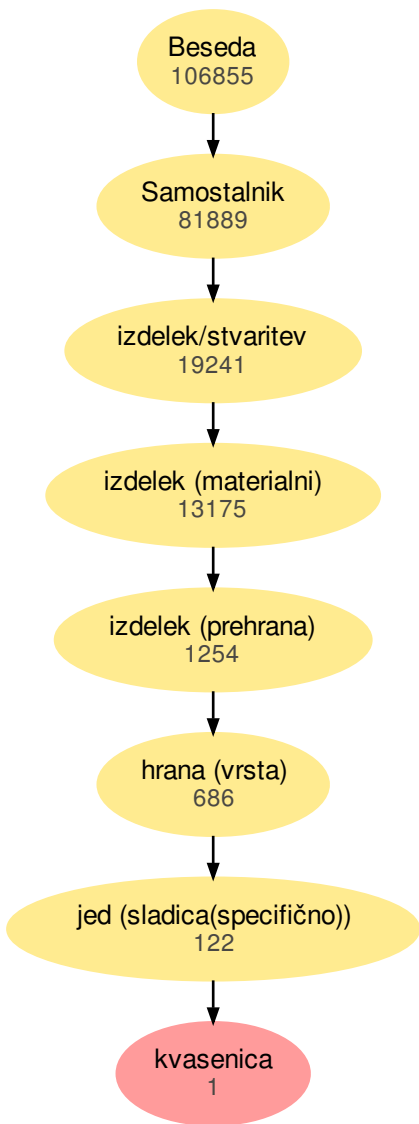 Beseda
106855
Samostalnik
81889
izdelek/stvaritev
19241
izdelek (materialni)
13175
izdelek (prehrana)
1254
hrana (vrsta)
686
jed (sladica(specifično))
122
kvasenica
1